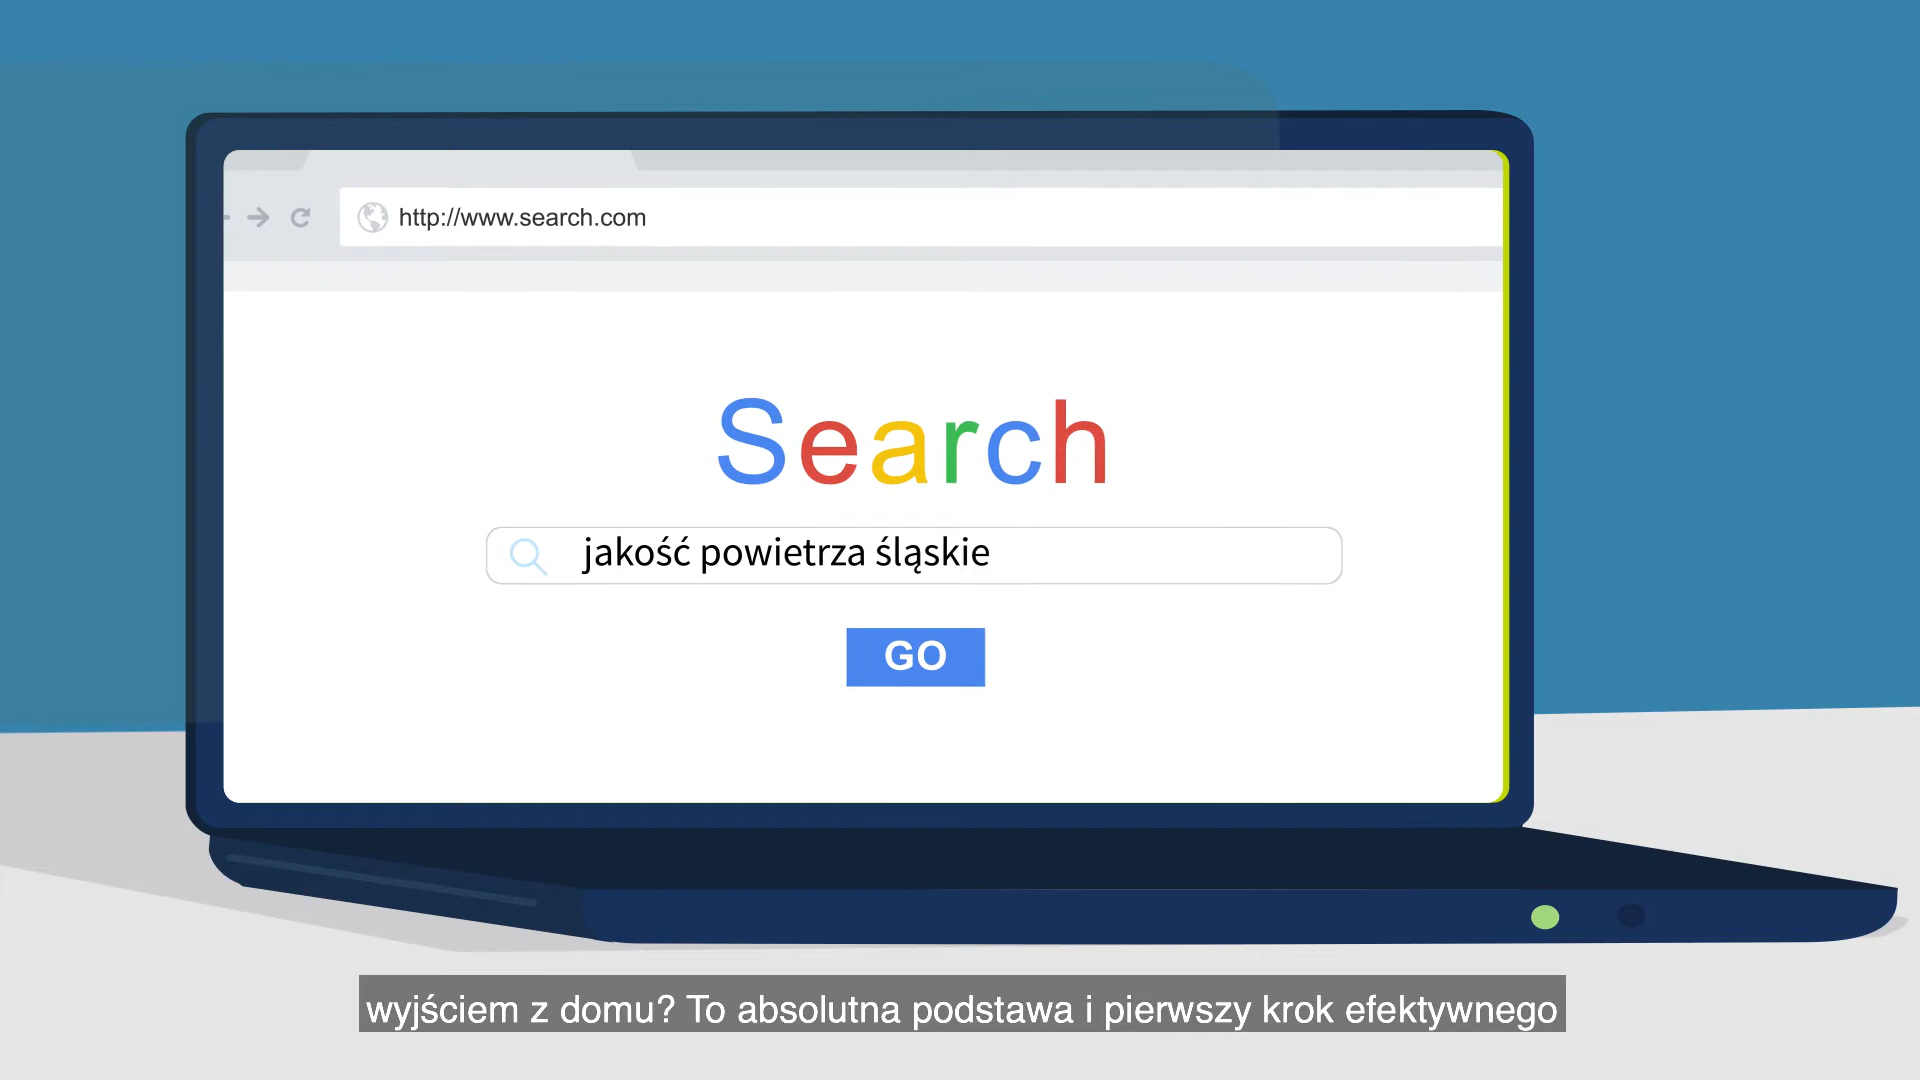 http://www.search.com
Search
jakość powietrza śląskie
GO
wyjściem z domu? To absolutna podstawa i pierwszy krok efektywnego